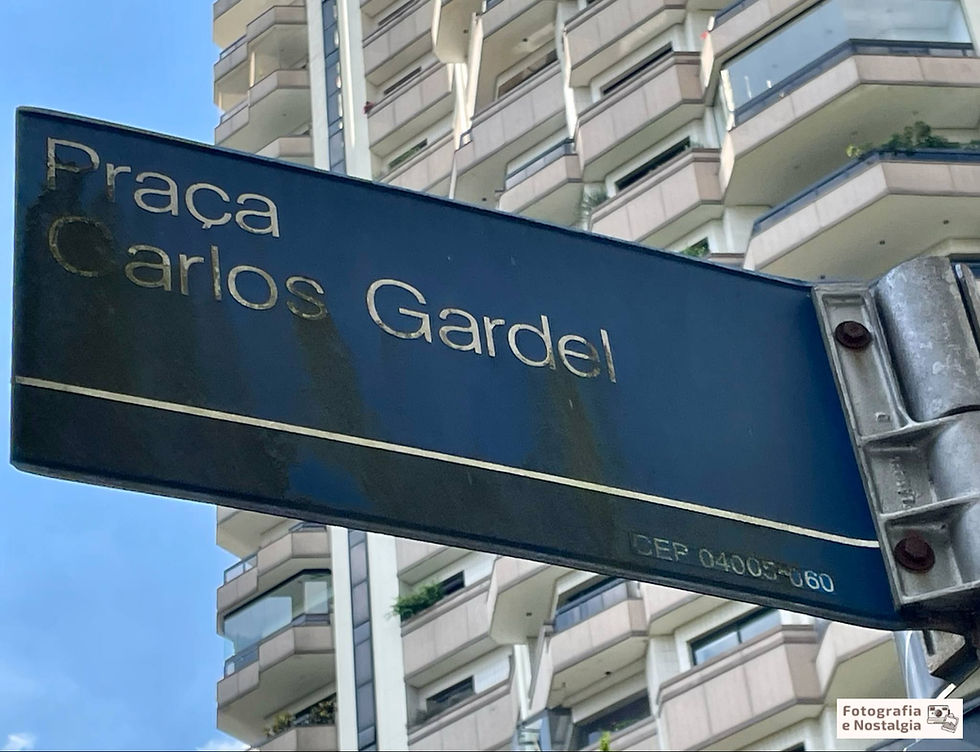 Praça
Carlos Gardel
CEP 04005-060
Fotografia
e Nostalgia